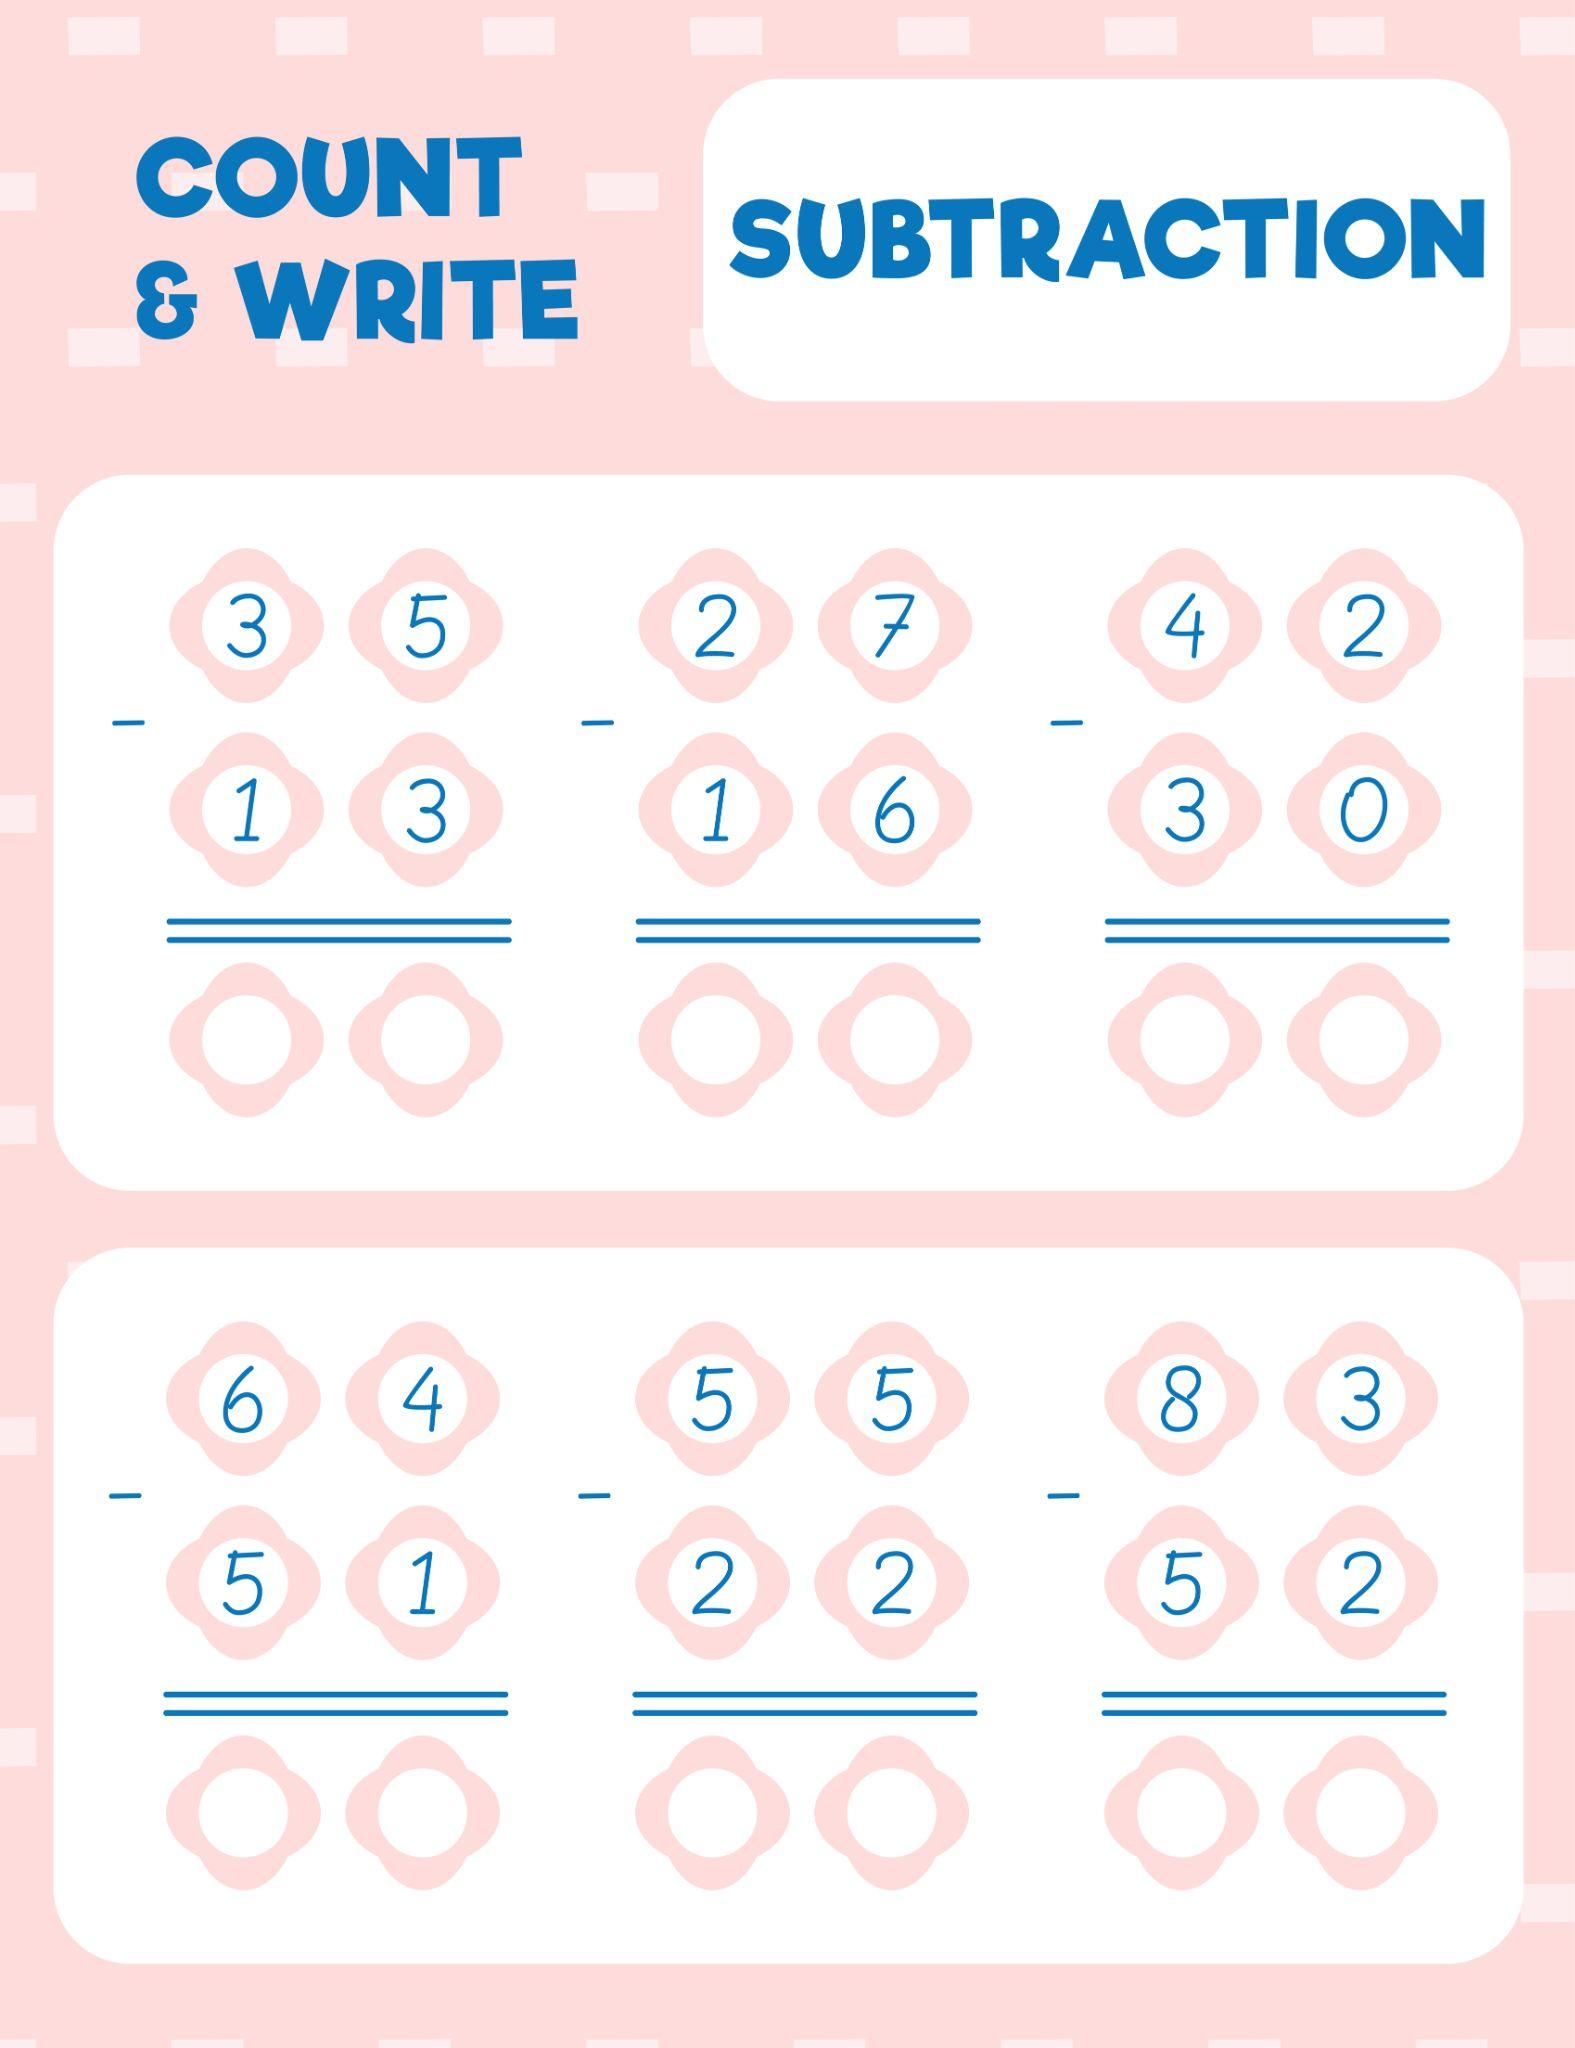 COUNT
& WRITE
SUBTRACTION
3 5 2 7 4 2
- - -
1 3 1 6 3 0
6 4 5 5 8 3
- - -
5 1 2 2 5 2